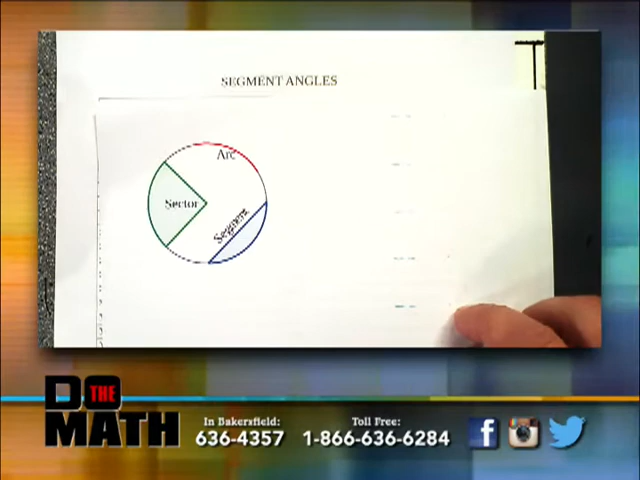 T
SEGMENT ANGLES
Arc
Sector
Segment
DO THE MATH
In Bakersfield:
636-4357
Toll Free:
1-866-636-6284